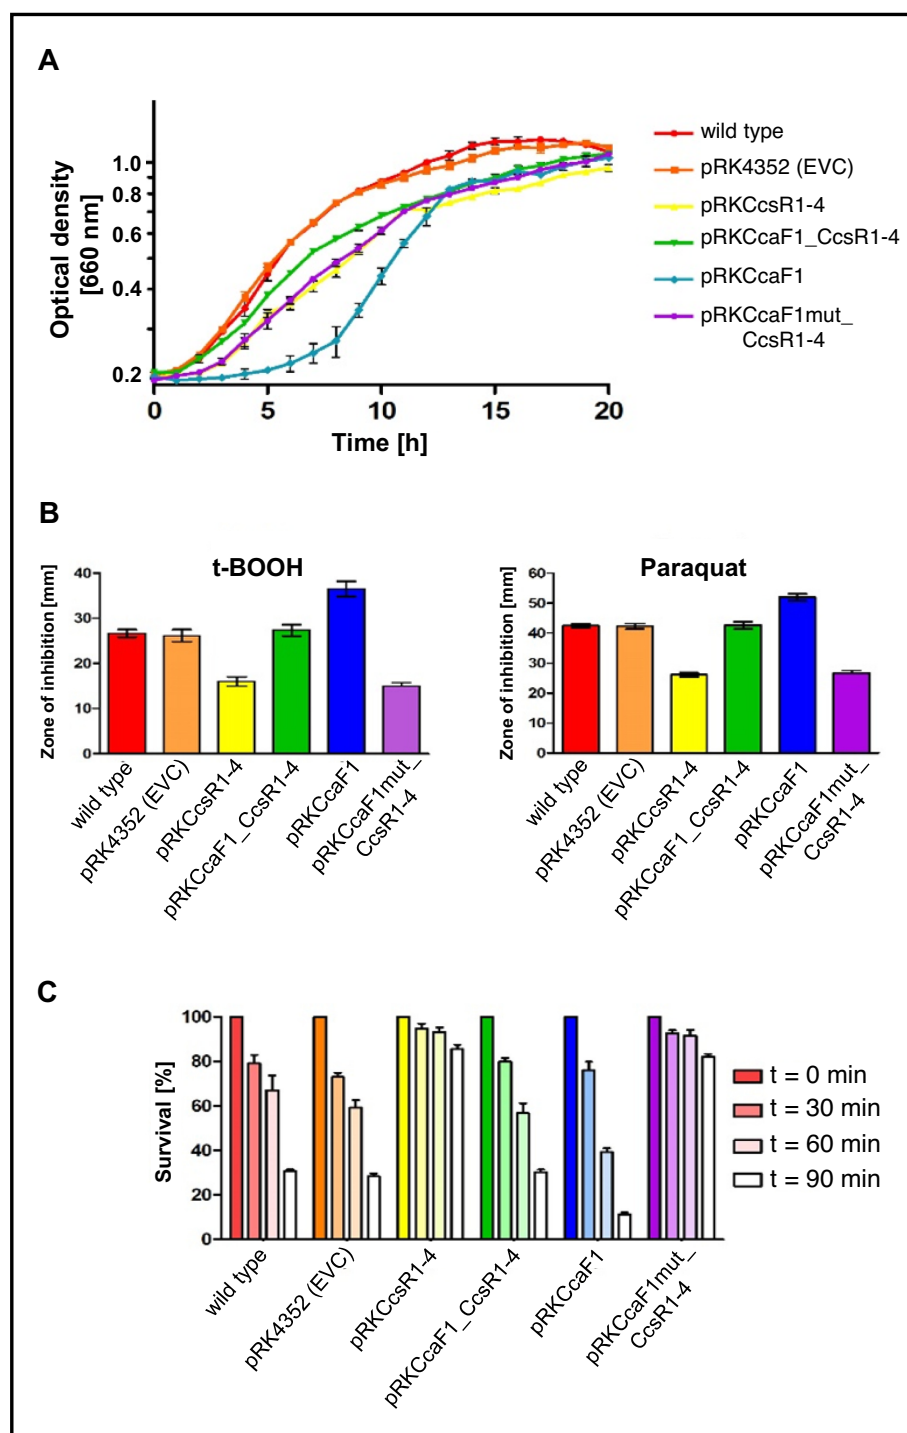 A
Optical density
[660 nm]
1.0
0.8
0.6
0.4
0.2
0
5
10
15
20
Time [h]
wild type
pRK4352 (EVC)
pRKCcsR1-4
pRKCcaF1_CcsR1-4
pRKCcaF1
pRKCcaF1mut_
CcsR1-4
B
t-BOOH
Zone of inhibition [mm]
40
30
20
10
0
wild type
pRK4352 (EVC)
pRKCcsR1-4
pRKCcaF1_CcsR1-4
pRKCcaF1
pRKCcaF1mut_
CcsR1-4
Paraquat
Zone of inhibition [mm]
60
50
40
30
20
10
0
wild type
pRK4352 (EVC)
pRKCcsR1-4
pRKCcaF1_CcsR1-4
pRKCcaF1
pRKCcaF1mut_
CcsR1-4
C
Survival [%]
100
80
60
40
20
0
wild type
pRK4352 (EVC)
pRKCcsR1-4
pRKCcaF1_CcsR1-4
pRKCcaF1
pRKCcaF1mut_
CcsR1-4
t = 0 min
t = 30 min
t = 60 min
t = 90 min